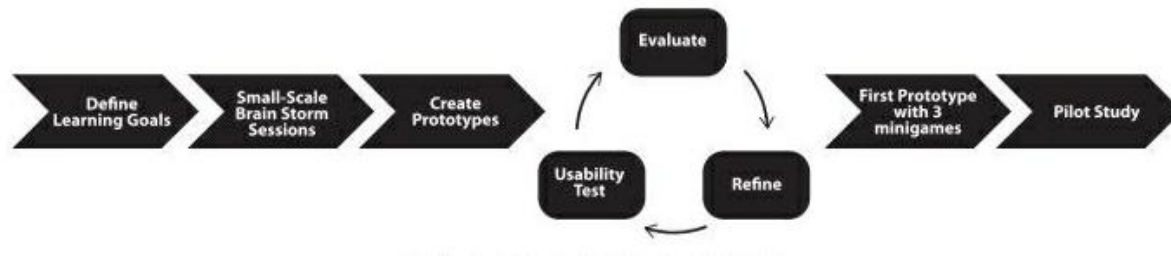 Define
Learning Goals
Small-Scale
Brain Storm
Sessions
Create
Prototypes
Evaluate
Usability
Test
Refine
First Prototype
with 3
minigames
Pilot Study